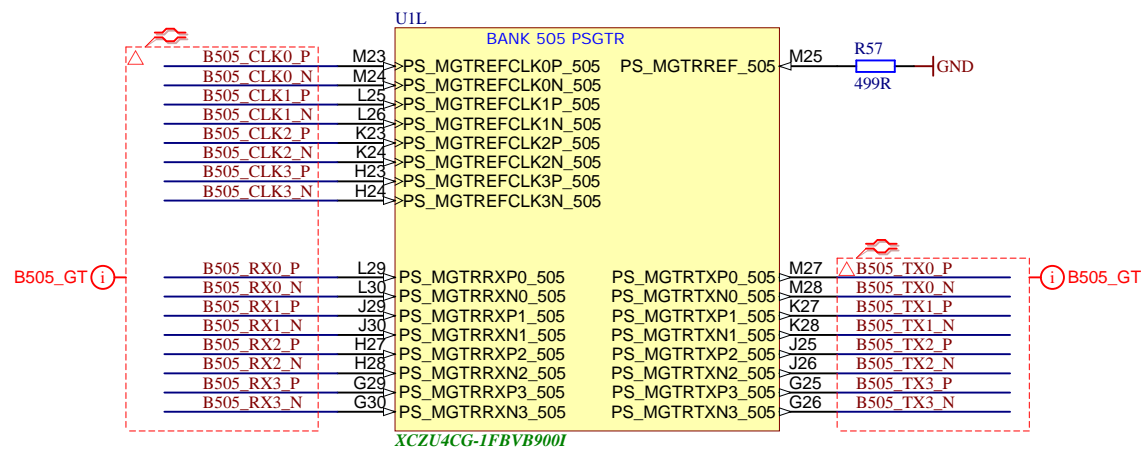 U1L
BANK 505 PSGTR
B505_CLK0_P M23 PS_MGTREFCLK0P_505 PS_MGTRREF_505 M25 R57 GND
499R
B505_CLK0_N M24 PS_MGTREFCLK0N_505
B505_CLK1_P L25 PS_MGTREFCLK1P_505
B505_CLK1_N L26 PS_MGTREFCLK1N_505
B505_CLK2_P K23 PS_MGTREFCLK2P_505
B505_CLK2_N K24 PS_MGTREFCLK2N_505
B505_CLK3_P H23 PS_MGTREFCLK3P_505
B505_CLK3_N H24 PS_MGTREFCLK3N_505
B505_GT i
B505_RX0_P L29 PS_MGTRRXP0_505 PS_MGTRTXP0_505 M27 B505_TX0_P
i B505_GT
B505_RX0_N L30 PS_MGTRRXN0_505 PS_MGTRTXN0_505 M28 B505_TX0_N
B505_RX1_P J29 PS_MGTRRXP1_505 PS_MGTRTXP1_505 K27 B505_TX1_P
B505_RX1_N J30 PS_MGTRRXN1_505 PS_MGTRTXN1_505 K28 B505_TX1_N
B505_RX2_P H27 PS_MGTRRXP2_505 PS_MGTRTXP2_505 J25 B505_TX2_P
B505_RX2_N H28 PS_MGTRRXN2_505 PS_MGTRTXN2_505 J26 B505_TX2_N
B505_RX3_P G29 PS_MGTRRXP3_505 PS_MGTRTXP3_505 G25 B505_TX3_P
B505_RX3_N G30 PS_MGTRRXN3_505 PS_MGTRTXN3_505 G26 B505_TX3_N
XCZU4CG-1FBVB900I